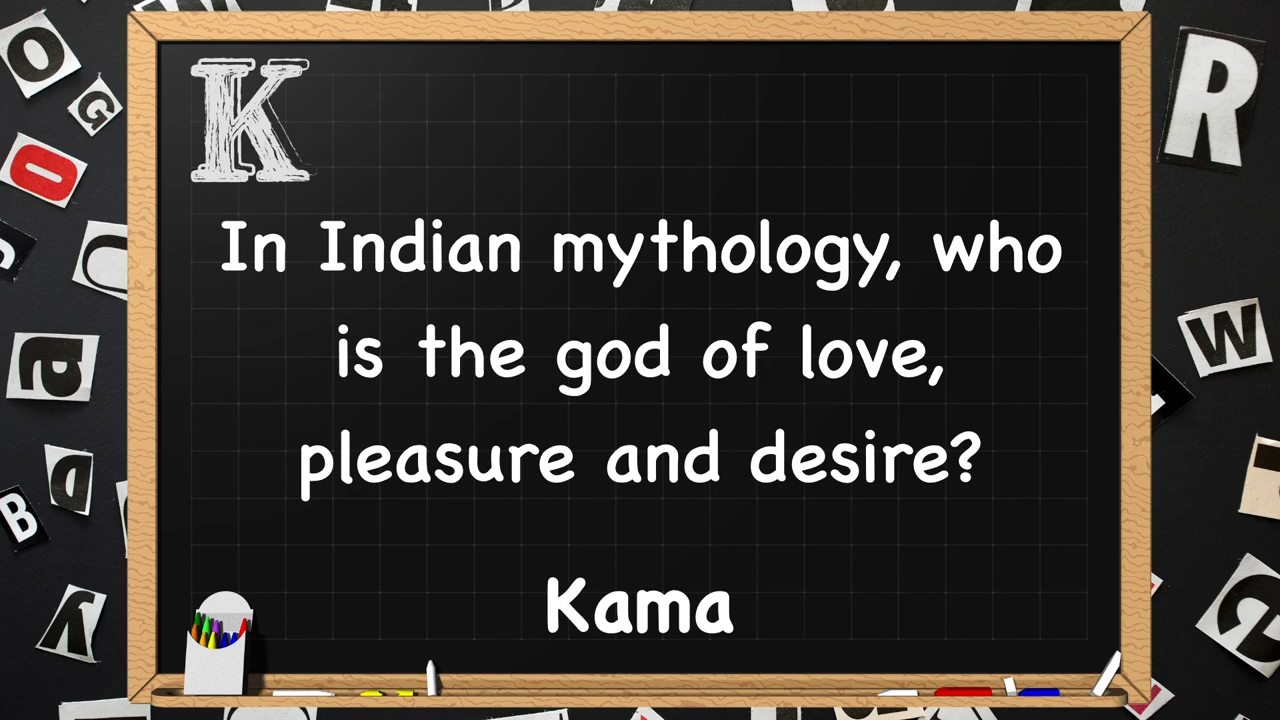 K
In Indian mythology, who
is the god of love,
pleasure and desire?
Kama
O
G
O
a
D
B
y
R
W